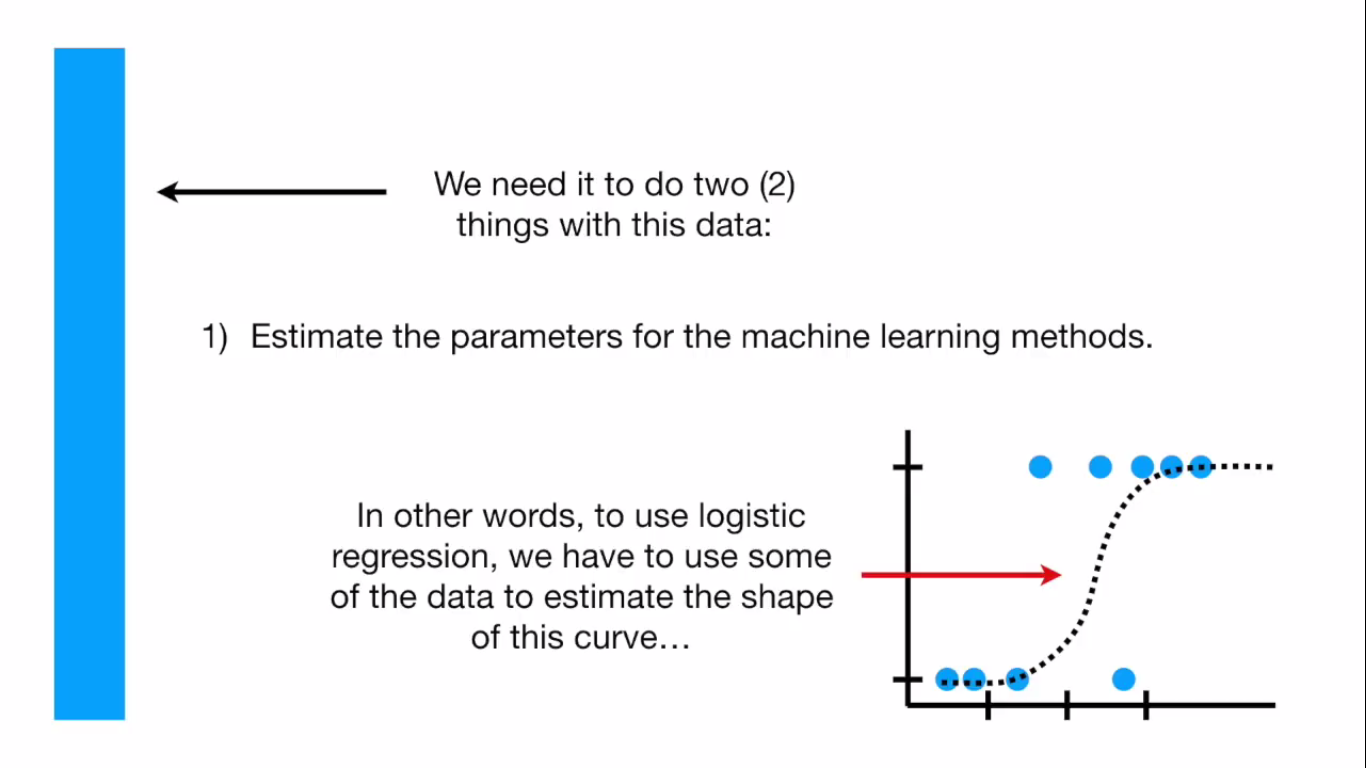 We need it to do two (2)
things with this data:
1) Estimate the parameters for the machine learning methods.
In other words, to use logistic
regression, we have to use some
of the data to estimate the shape
of this curve…